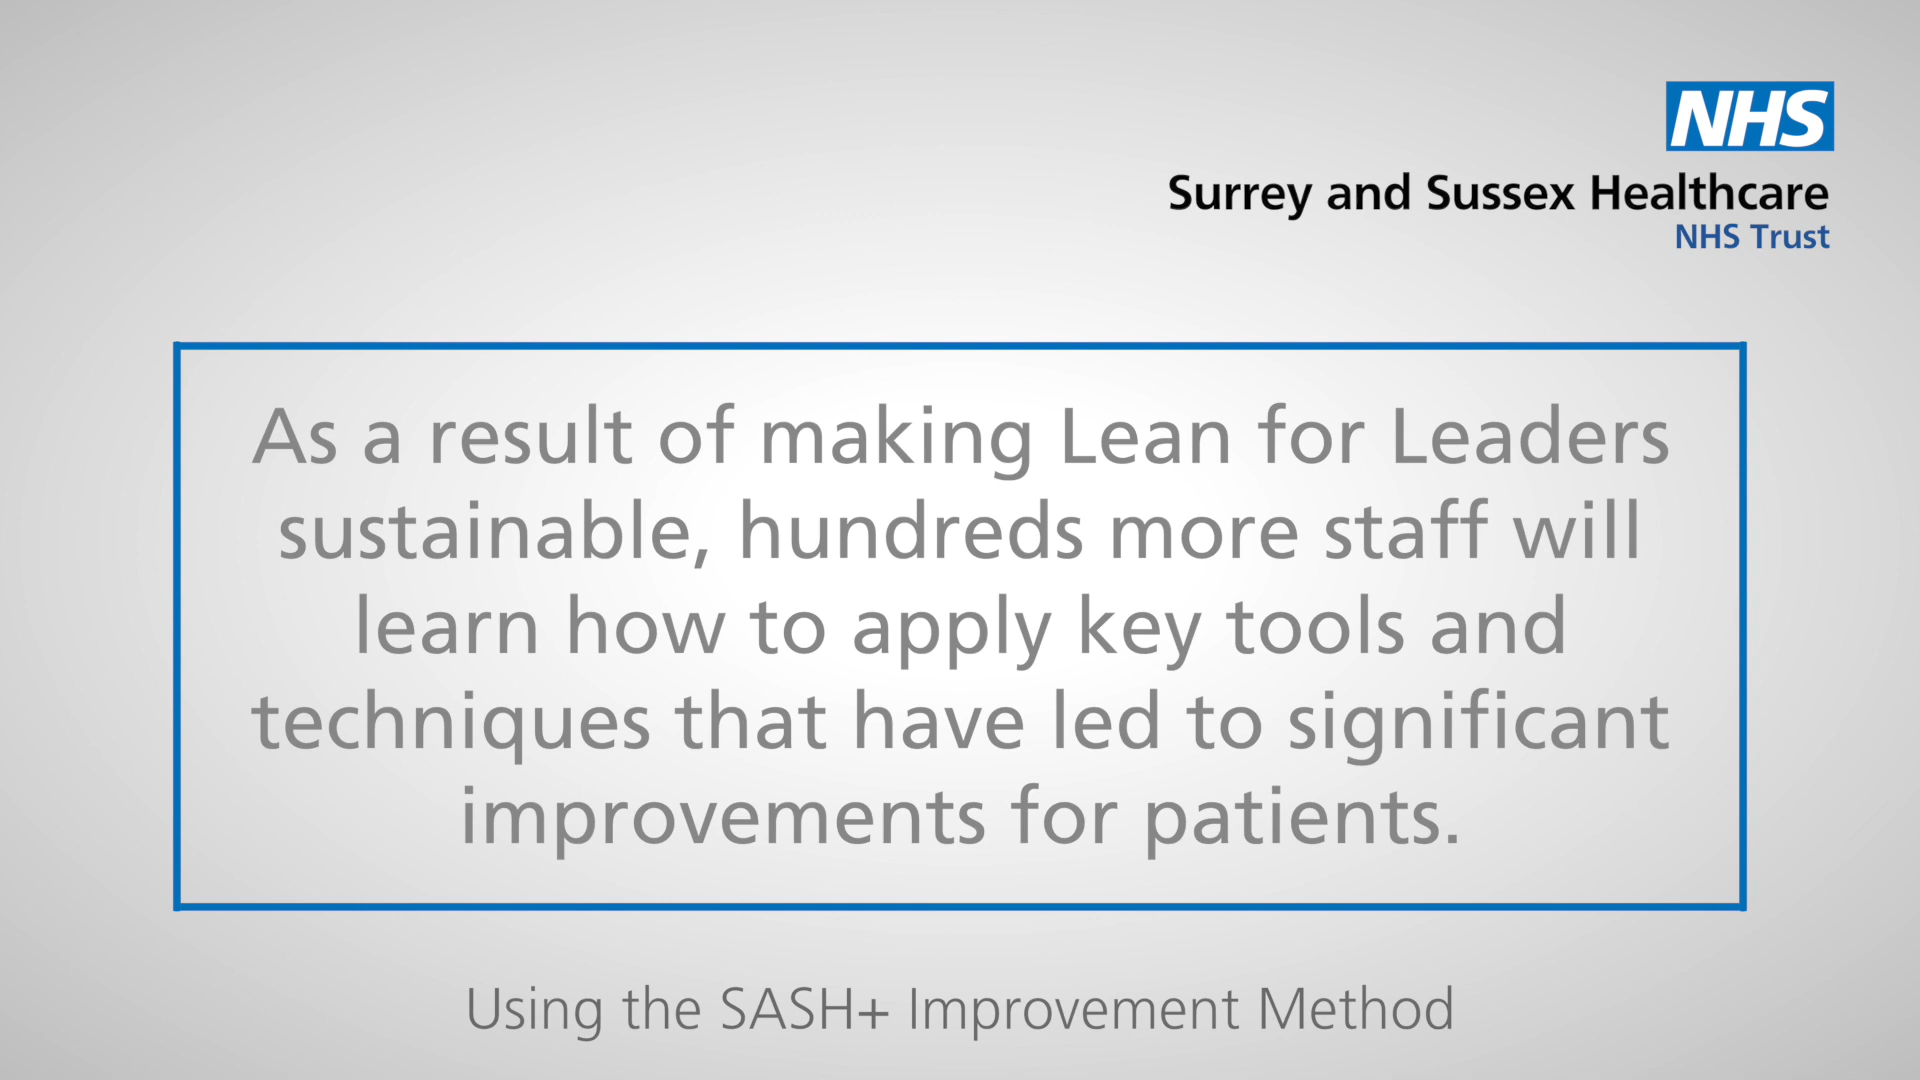 NHS
Surrey and Sussex Healthcare
NHS Trust
As a result of making Lean for Leaders
sustainable, hundreds more staff will
learn how to apply key tools and
techniques that have led to significant
improvements for patients.
Using the SASH+ Improvement Method